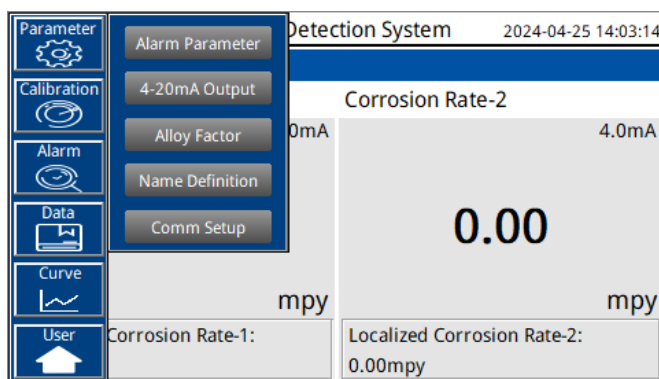 Parameter
Calibration
Alarm
Data
Curve
User
Alarm Parameter
4-20mA Output
Alloy Factor
Name Definition
Comm Setup
tion System 2024-04-25 14:03:14
Corrosion Rate-2
0mA 4.0mA
0.00
mpy mpy
Corrosion Rate-1: Localized Corrosion Rate-2:
0.00mpy